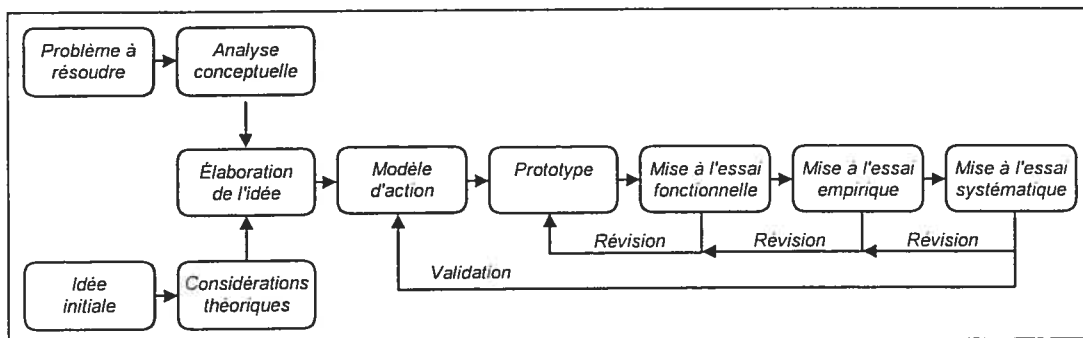 Problème à
résoudre
Analyse
conceptuelle
Élaboration
de l'idée
Modèle
d'action
Prototype
Mise à l'essai
fonctionnelle
Mise à l'essai
empirique
Mise à l'essai
systématique
Révision
Révision
Révision
Validation
Idée
initiale
Considérations
théoriques